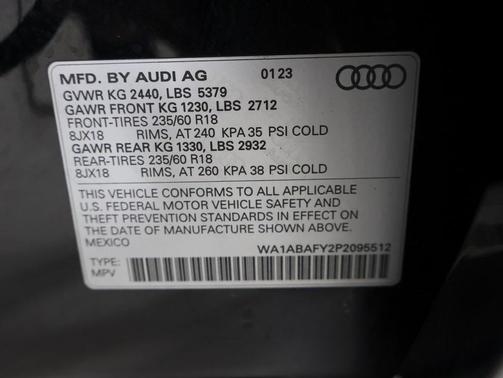 MFD. BY AUDI AG 01 23
GVWR KG 2440, LBS 5379
GAWR FRONT KG 1230, LBS 2712
FRONT-TIRES 235/60 R18
8JX18 RIMS, AT 240 KPA 35 PSI COLD
GAWR REAR KG 1330, LBS 2932
REAR-TIRES 235/60 R18
8JX18 RIMS, AT 260 KPA 38 PSI COLD
THIS VEHICLE CONFORMS TO ALL APPLICABLE
U.S. FEDERAL MOTOR VEHICLE SAFETY AND
THEFT PREVENTION STANDARDS IN EFFECT ON
THE DATE OF MANUFACTURE SHOWN ABOVE.
MEXICO
WA1ABAFY2P2095512
TYPE:
MPV